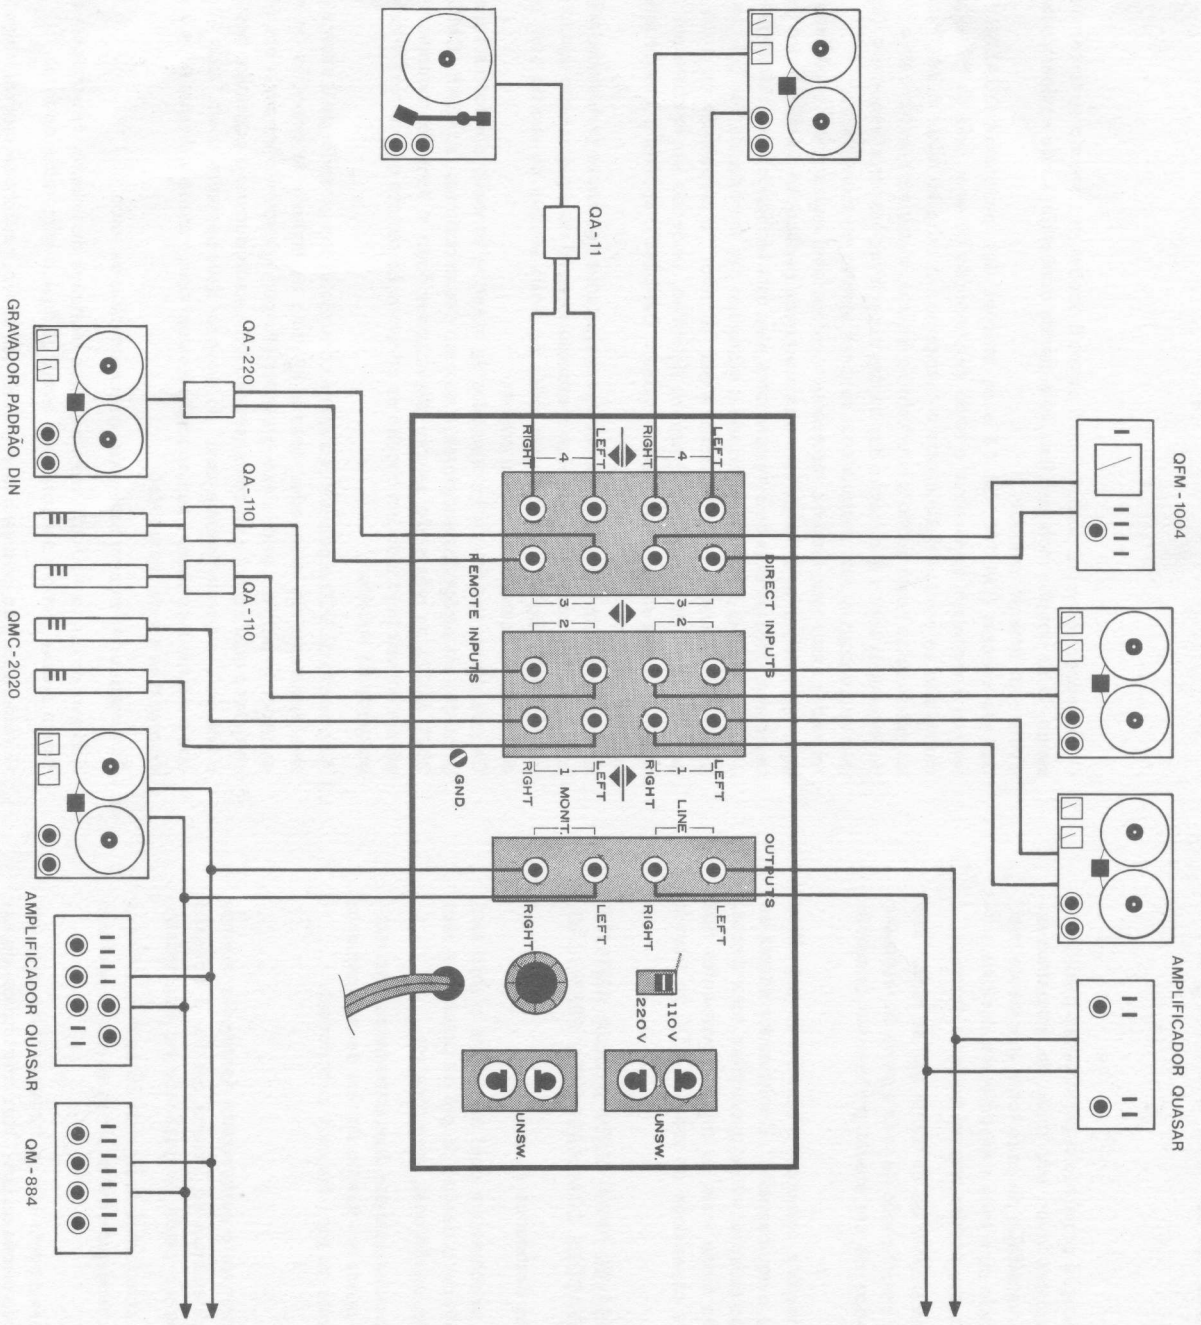 QFM-1004
AMPLIFICADOR QUASAR
DIRECT INPUTS
LEFT
4
RIGHT
LEFT
4
RIGHT
3
2
3
2
REMOTE INPUTS
LEFT
1
RIGHT
LEFT
1
RIGHT
OUTPUTS
LINE
MONIT.
LEFT
RIGHT
LEFT
RIGHT
GND.
110V
220V
UNSW.
UNSW.
QA-11
QA-220
QA-110
QA-110
GRAVADOR PADRÃO DIN
QMC-2020
AMPLIFICADOR QUASAR
QM-884